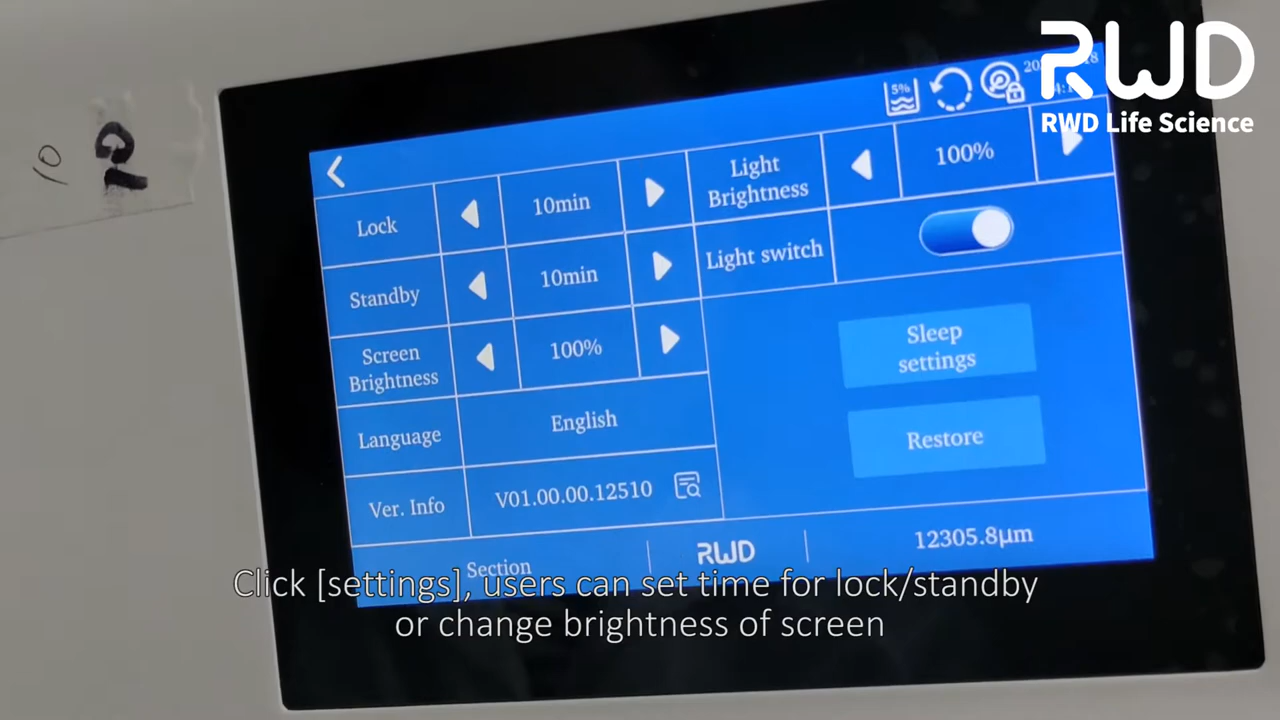 RWD
RWD Life Science
10
5%
Lock
10min
Light
Brightness
100%
Standby
10min
Light switch
Screen
Brightness
100%
Sleep
settings
Language
English
Restore
Ver. Info
V01.00.00.12510
Section
RWD
12305.8μm
Click [settings], users can set time for lock/standby
or change brightness of screen